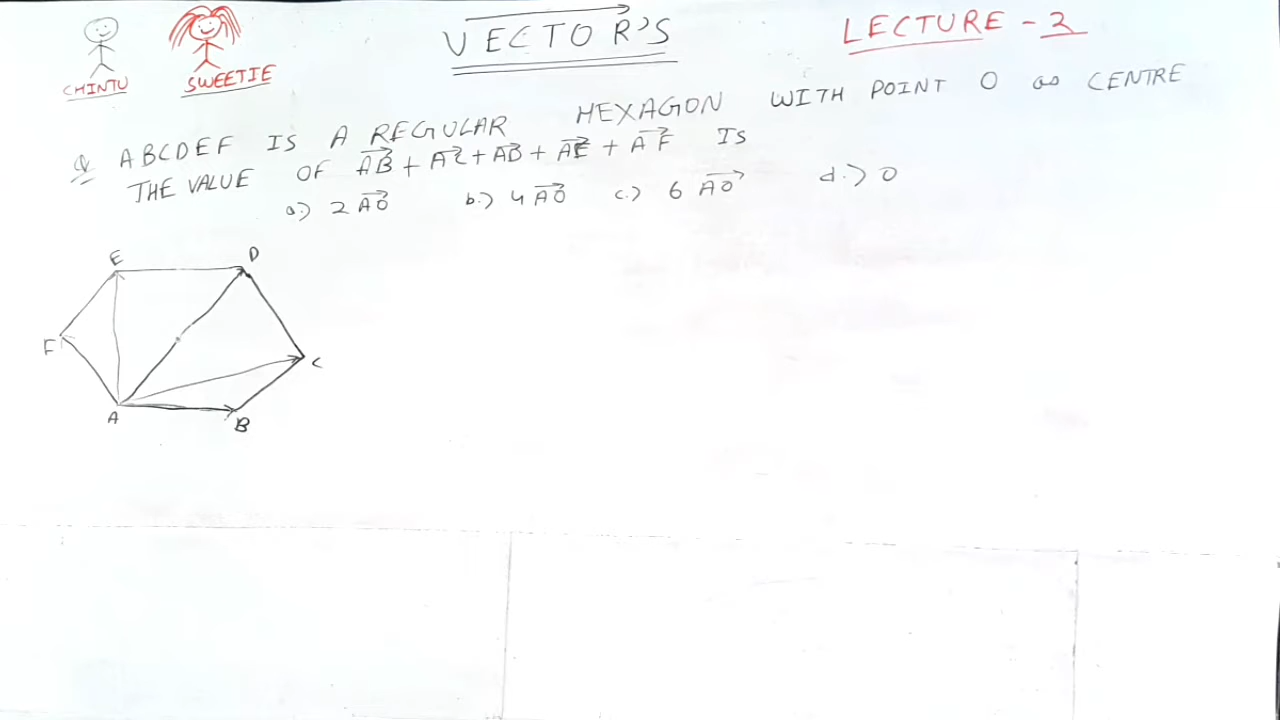 VECTOR'S
LECTURE - 2
CHINTU
SWEETIE
Q ABCDEF IS A REGULAR HEXAGON WITH POINT O as CENTRE
THE VALUE OF AB + AC + AD + AE + AF IS
a.) 2 AO b.) 4 AO c.) 6 AO d.) 0
E
D
F
C
A
B